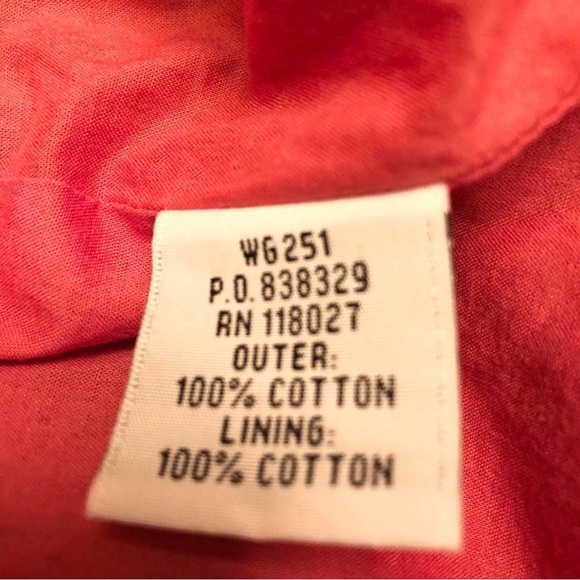 WG251
P.O. 838329
RN 118027
OUTER:
100% COTTON
LINING:
100% COTTON